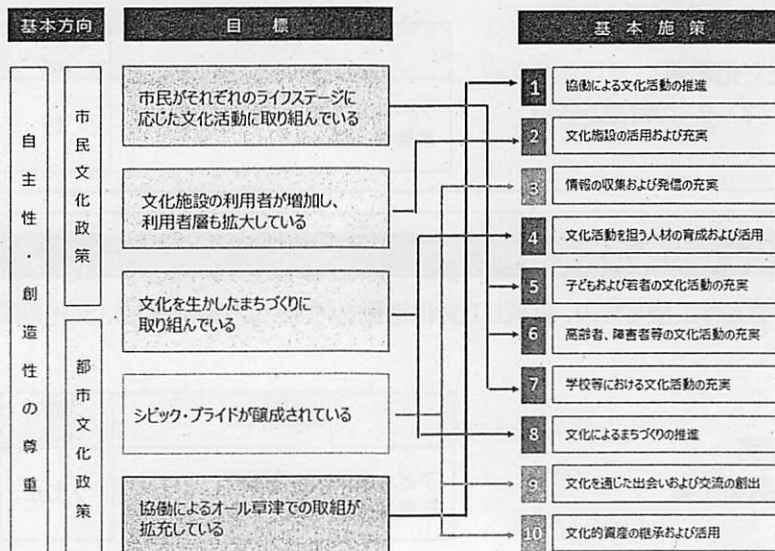 基本方向
目標
基本施策
自主性・創造性の尊重
市民文化政策
都市文化政策
市民がそれぞれのライフステージに
応じた文化活動に取り組んでいる
文化施設の利用者が増加し、
利用者層も拡大している
文化を生かしたまちづくりに
取り組んでいる
シビック・プライドが醸成されている
協働によるオール草津での取組が
拡充している
1 協働による文化活動の推進
2 文化施設の活用および充実
3 情報の収集および発信の充実
4 文化活動を担う人材の育成および活用
5 子どもおよび若者の文化活動の充実
6 高齢者、障害者等の文化活動の充実
7 学校等における文化活動の充実
8 文化によるまちづくりの推進
9 文化を通じた出会いおよび交流の創出
10 文化的資産の継承および活用